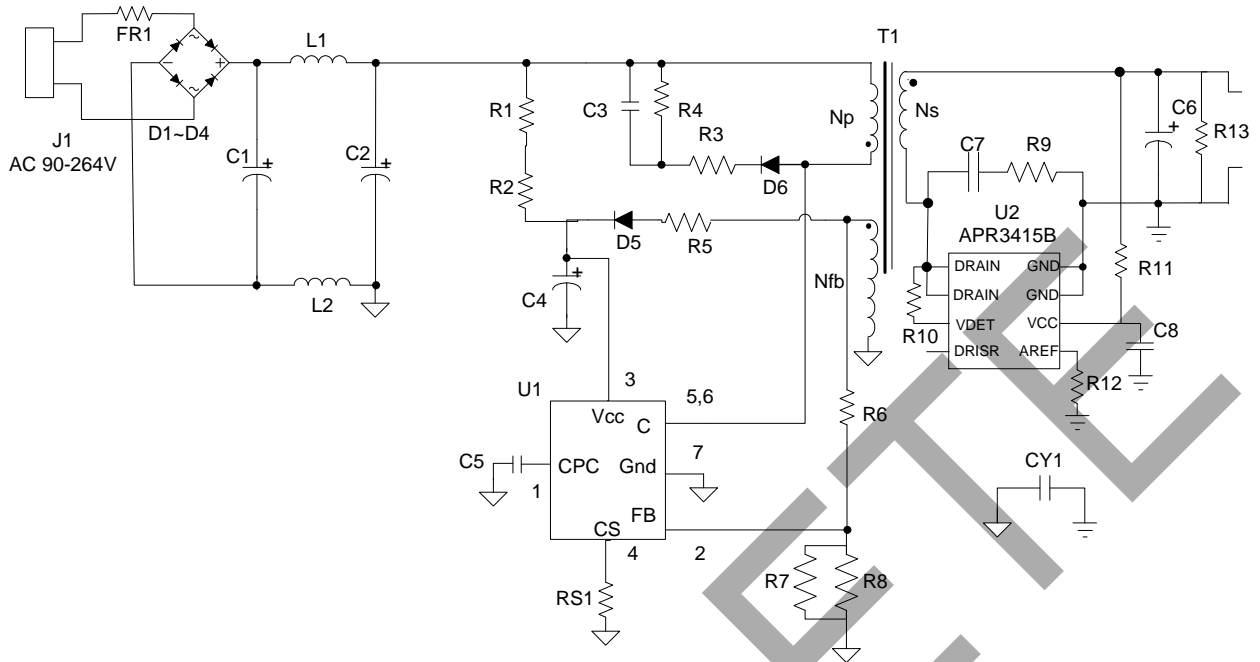 FR1
J1
AC 90-264V
D1~D4
L1
C1
C2
L2
R1
R2
C3
R4
R3
D6
D5
R5
C4
T1
Np
Ns
Nfb
C7
R9
C6
R13
U2
APR3415B
DRAIN
GND
DRAIN
GND
VDET
VCC
DRISR
AREF
R10
R11
C8
R12
U1
3
5,6
Vcc
C
CPC
Gnd
7
C5
1
FB
CS
4
2
R6
RS1
R7
R8
CY1
ETE